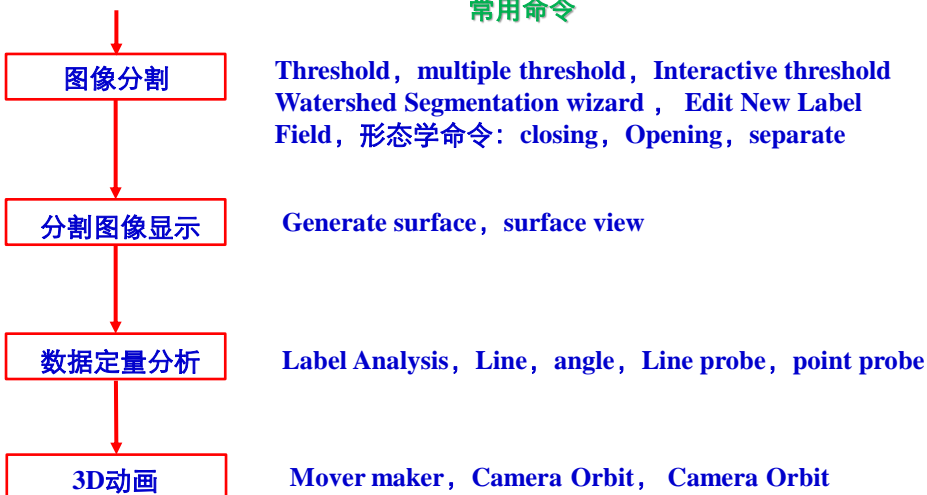 常用命令
图像分割
Threshold，multiple threshold，Interactive threshold
Watershed Segmentation wizard ， Edit New Label
Field，形态学命令：closing，Opening，separate
分割图像显示
Generate surface，surface view
数据定量分析
Label Analysis，Line，angle，Line probe，point probe
3D动画
Mover maker，Camera Orbit， Camera Orbit